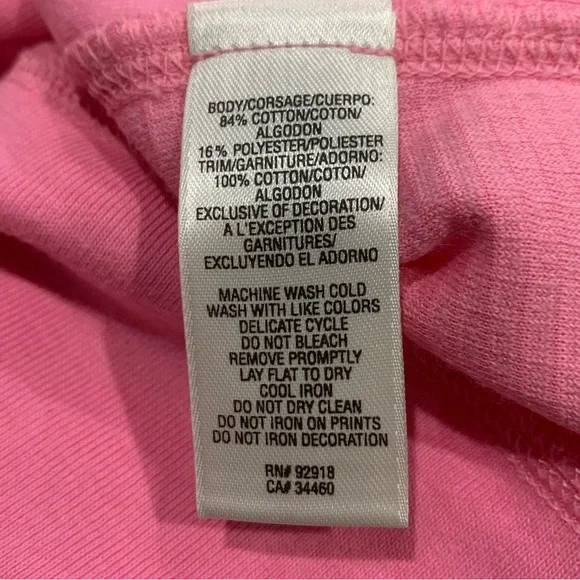 BODY/CORSAGE/CUERPO:
84% COTTON/COTON/
ALGODON
16% POLYESTER/POLIESTER
TRIM/GARNITURE/ADORNO:
100% COTTON/COTON/
ALGODON
EXCLUSIVE OF DECORATION/
A L'EXCEPTION DES
GARNITURES/
EXCLUYENDO EL ADORNO
MACHINE WASH COLD
WASH WITH LIKE COLORS
DELICATE CYCLE
DO NOT BLEACH
REMOVE PROMPTLY
LAY FLAT TO DRY
COOL IRON
DO NOT DRY CLEAN
DO NOT IRON ON PRINTS
DO NOT IRON DECORATION
RN# 92918
CA# 34460